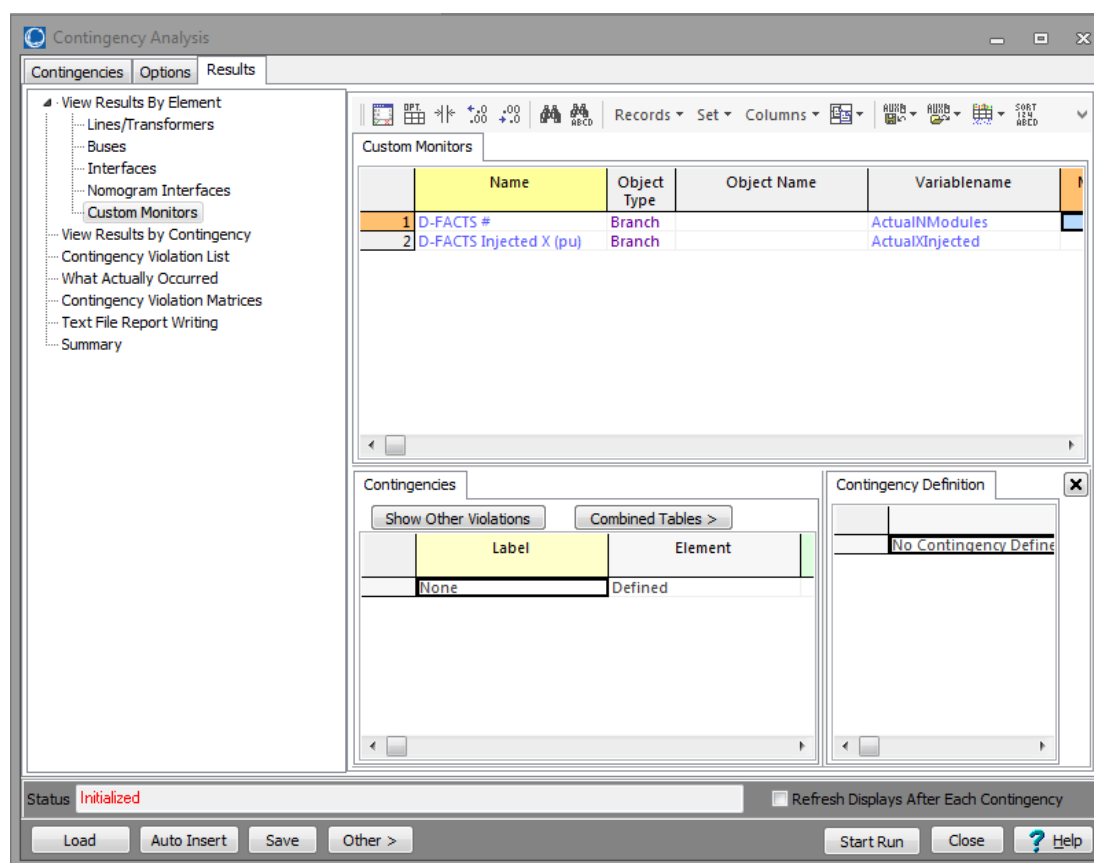 Contingency Analysis
Contingencies Options Results
View Results By Element
Lines/Transformers
Buses
Interfaces
Nomogram Interfaces
Custom Monitors
View Results by Contingency
Contingency Violation List
What Actually Occurred
Contingency Violation Matrices
Text File Report Writing
Summary
Records Set Columns
Custom Monitors
Name Object Type Object Name Variablename
1 D-FACTS # Branch ActualNModules
2 D-FACTS Injected X (pu) Branch ActualXInjected
Contingencies
Show Other Violations Combined Tables >
Label Element
None Defined
Contingency Definition
No Contingency Define
Status Initialized
Refresh Displays After Each Contingency
Load Auto Insert Save Other > Start Run Close ? Help